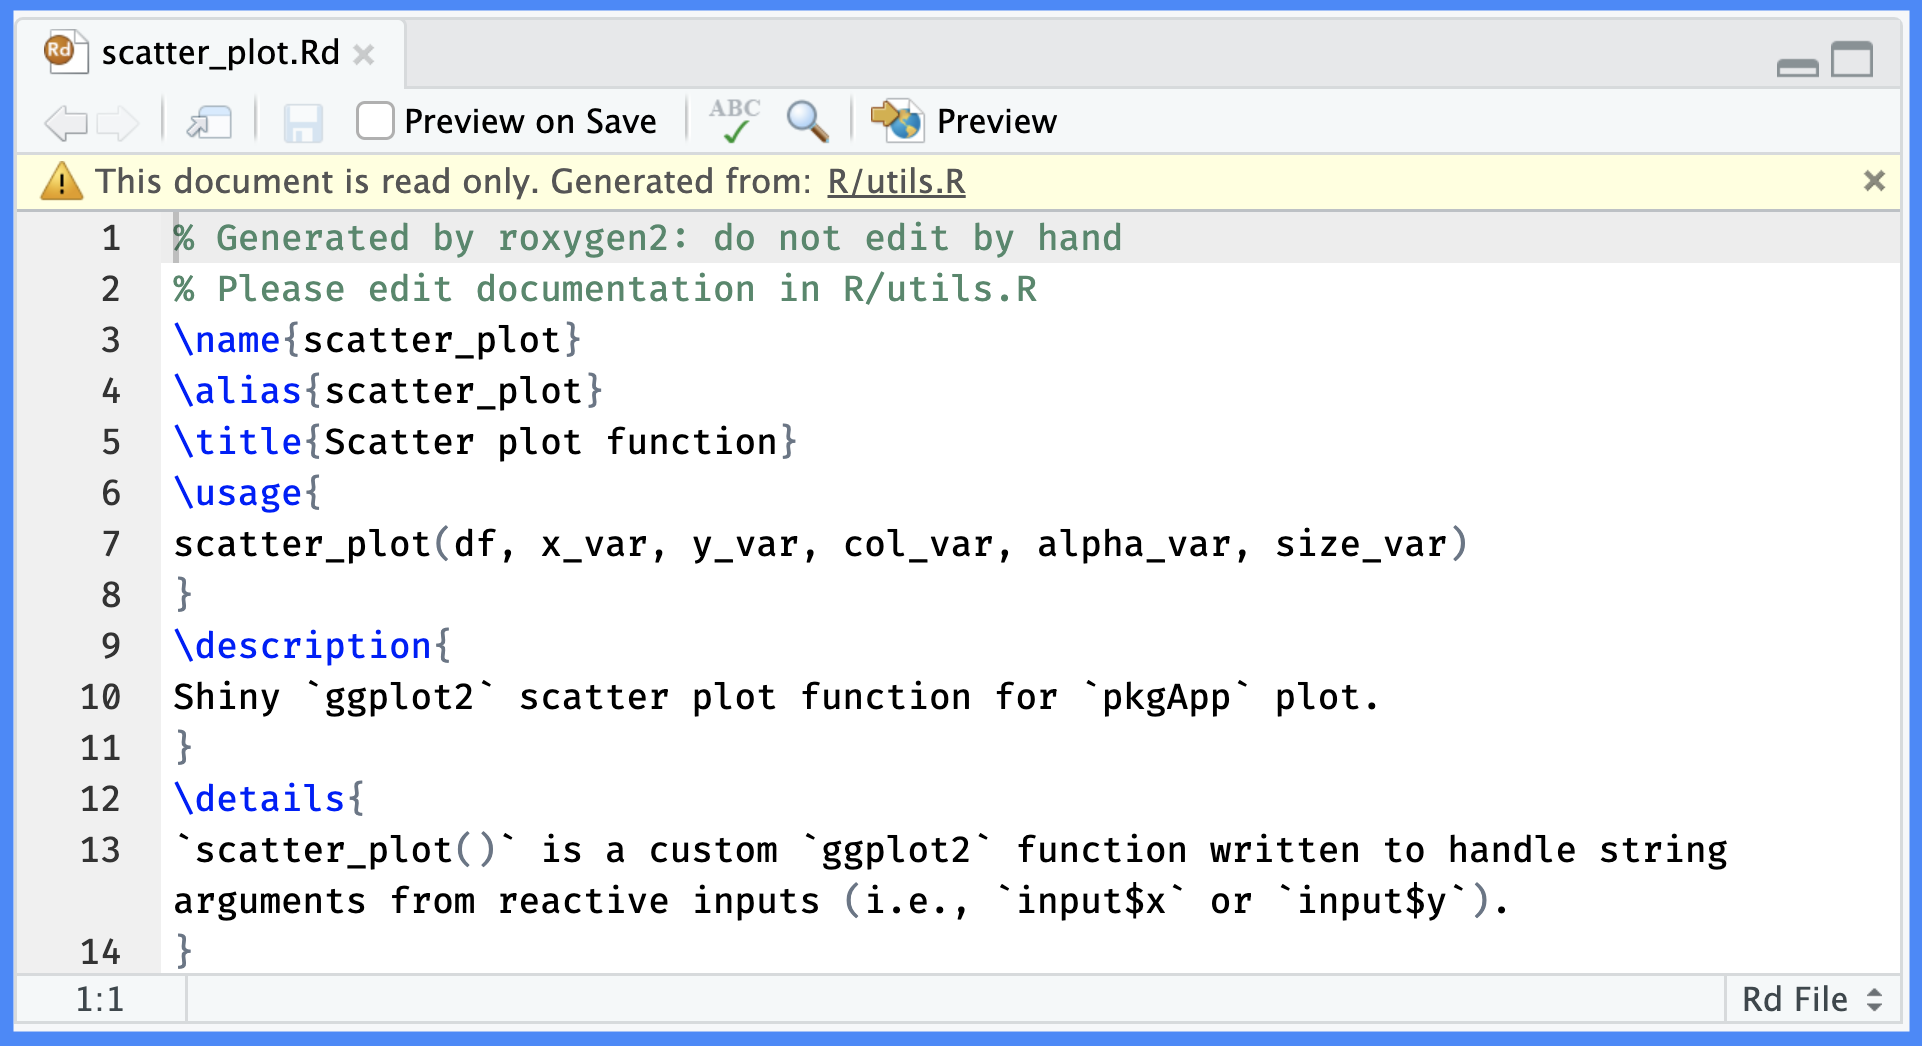 Rd scatter_plot.Rd
Preview on Save ABC Preview
This document is read only. Generated from: R/utils.R
1 % Generated by roxygen2: do not edit by hand
2 % Please edit documentation in R/utils.R
3 \name{scatter_plot}
4 \alias{scatter_plot}
5 \title{Scatter plot function}
6 \usage{
7 scatter_plot(df, x_var, y_var, col_var, alpha_var, size_var)
8 }
9 \description{
10 Shiny `ggplot2` scatter plot function for `pkgApp` plot.
11 }
12 \details{
13 `scatter_plot()` is a custom `ggplot2` function written to handle string
arguments from reactive inputs (i.e., `input$x` or `input$y`).
14 }
1:1 Rd File